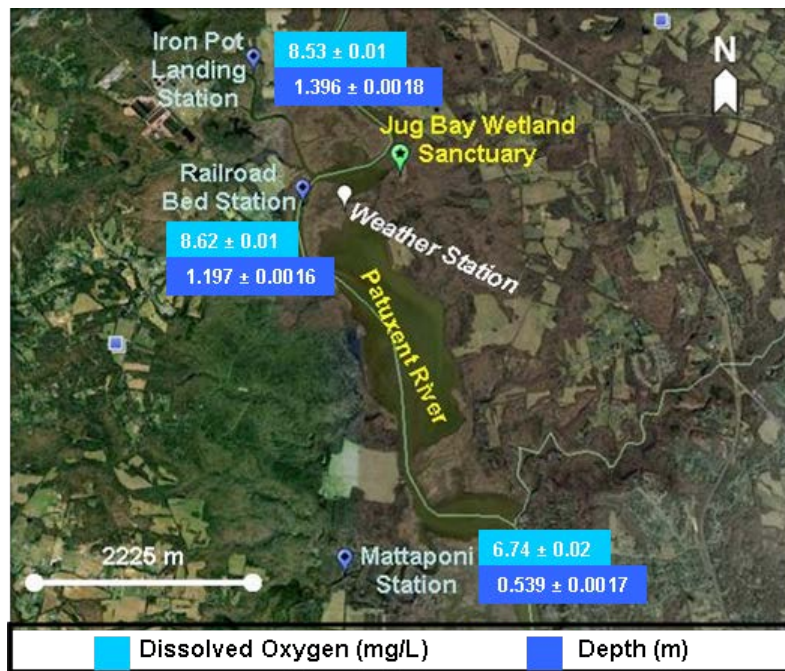 Iron Pot
Landing
Station
8.53 ± 0.01
1.396 ± 0.0018
N
Jug Bay Wetland
Sanctuary
Railroad
Bed Station
Weather Station
8.62 ± 0.01
1.197 ± 0.0016
Patuxent River
2225 m
Mattaponi
Station
6.74 ± 0.02
0.539 ± 0.0017
Dissolved Oxygen (mg/L)
Depth (m)